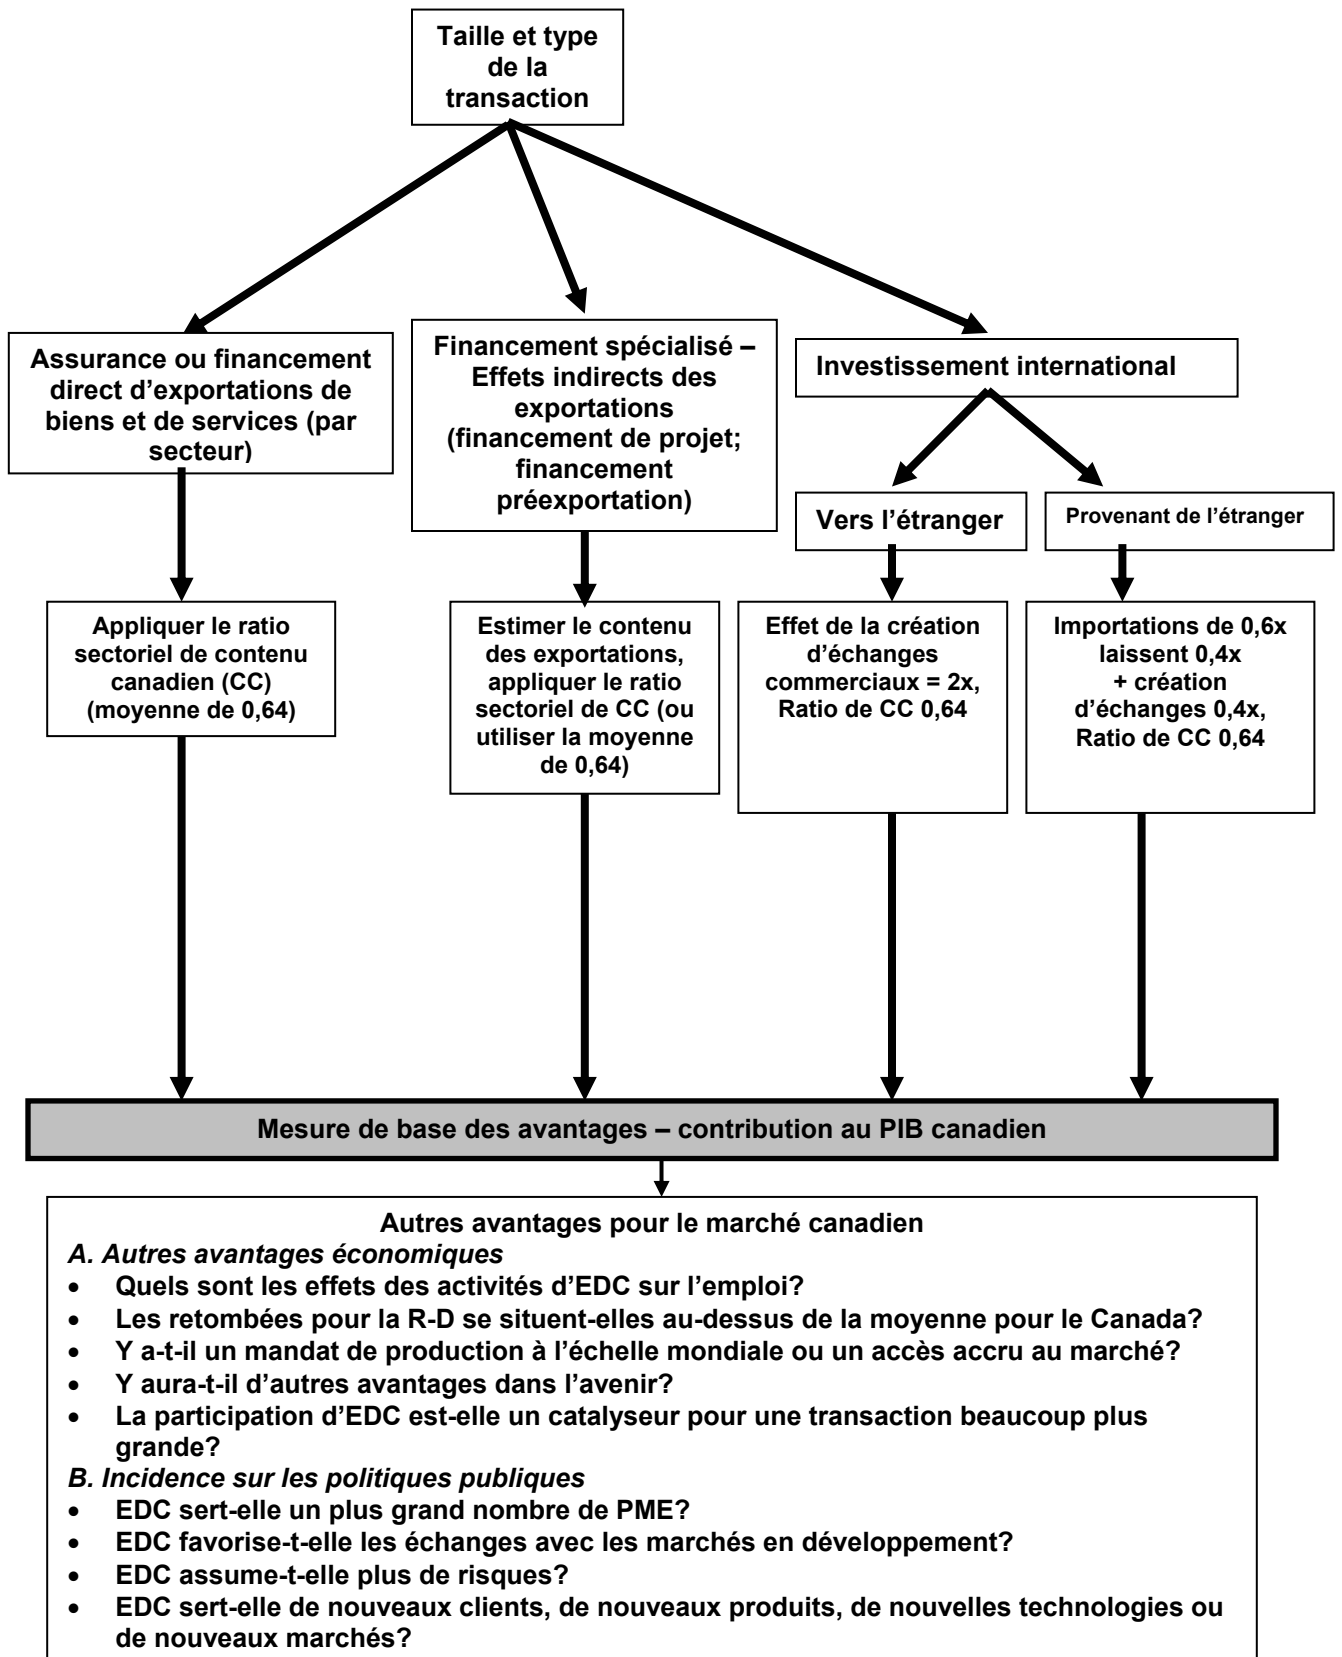 Taille et type
de la
transaction
Assurance ou financement
direct d'exportations de
biens et de services (par
secteur)
Financement spécialisé –
Effets indirects des
exportations
(financement de projet;
financement
préexportation)
Investissement international
Vers l'étranger
Provenant de l'étranger
Appliquer le ratio
sectoriel de contenu
canadien (CC)
(moyenne de 0,64)
Estimer le contenu
des exportations,
appliquer le ratio
sectoriel de CC (ou
utiliser la moyenne
de 0,64)
Effet de la création
d'échanges
commerciaux = 2x,
Ratio de CC 0,64
Importations de 0,6x
laissent 0,4x
+ création
d'échanges 0,4x,
Ratio de CC 0,64
Mesure de base des avantages – contribution au PIB canadien
Autres avantages pour le marché canadien
A. Autres avantages économiques
• Quels sont les effets des activités d'EDC sur l'emploi?
• Les retombées pour la R-D se situent-elles au-dessus de la moyenne pour le Canada?
• Y a-t-il un mandat de production à l'échelle mondiale ou un accès accru au marché?
• Y aura-t-il d'autres avantages dans l'avenir?
• La participation d'EDC est-elle un catalyseur pour une transaction beaucoup plus
grande?
B. Incidence sur les politiques publiques
• EDC sert-elle un plus grand nombre de PME?
• EDC favorise-t-elle les échanges avec les marchés en développement?
• EDC assume-t-elle plus de risques?
• EDC sert-elle de nouveaux clients, de nouveaux produits, de nouvelles technologies ou
de nouveaux marchés?